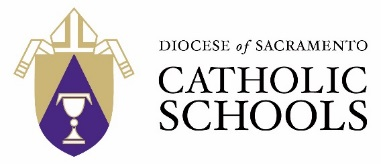 DIOCESE of SACRAMENTO
CATHOLIC
SCHOOLS